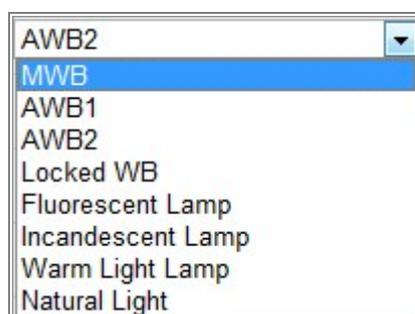 AWB2
MWB
AWB1
AWB2
Locked WB
Fluorescent Lamp
Incandescent Lamp
Warm Light Lamp
Natural Light